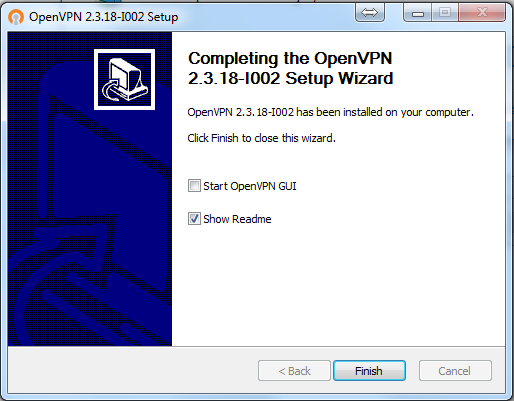 OpenVPN 2.3.18-I002 Setup
Completing the OpenVPN
2.3.18-I002 Setup Wizard
OpenVPN 2.3.18-I002 has been installed on your computer.
Click Finish to close this wizard.
Start OpenVPN GUI
Show Readme
< Back
Finish
Cancel